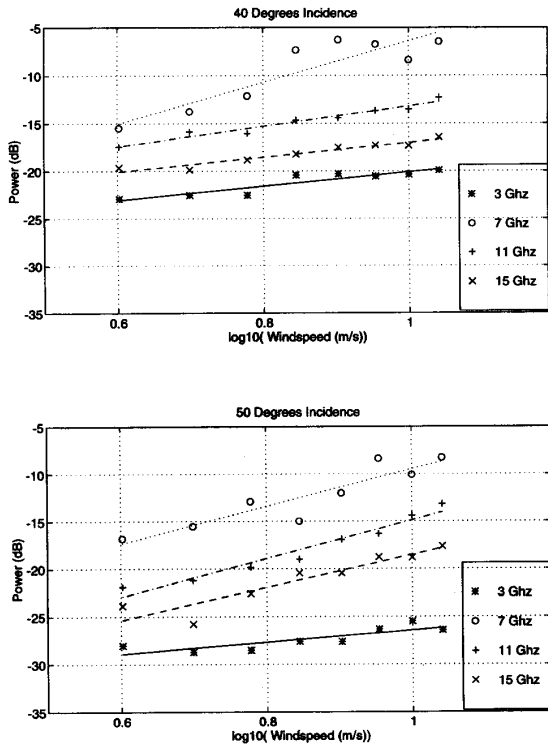 40 Degrees Incidence
-5
-10
-15
-20
-25
-30
-35
Power (dB)
0.6
0.8
1
log10( Windspeed (m/s))
3 Ghz
7 Ghz
11 Ghz
15 Ghz
50 Degrees Incidence
-5
-10
-15
-20
-25
-30
-35
Power (dB)
0.6
0.8
1
log10( Windspeed (m/s))
3 Ghz
7 Ghz
11 Ghz
15 Ghz